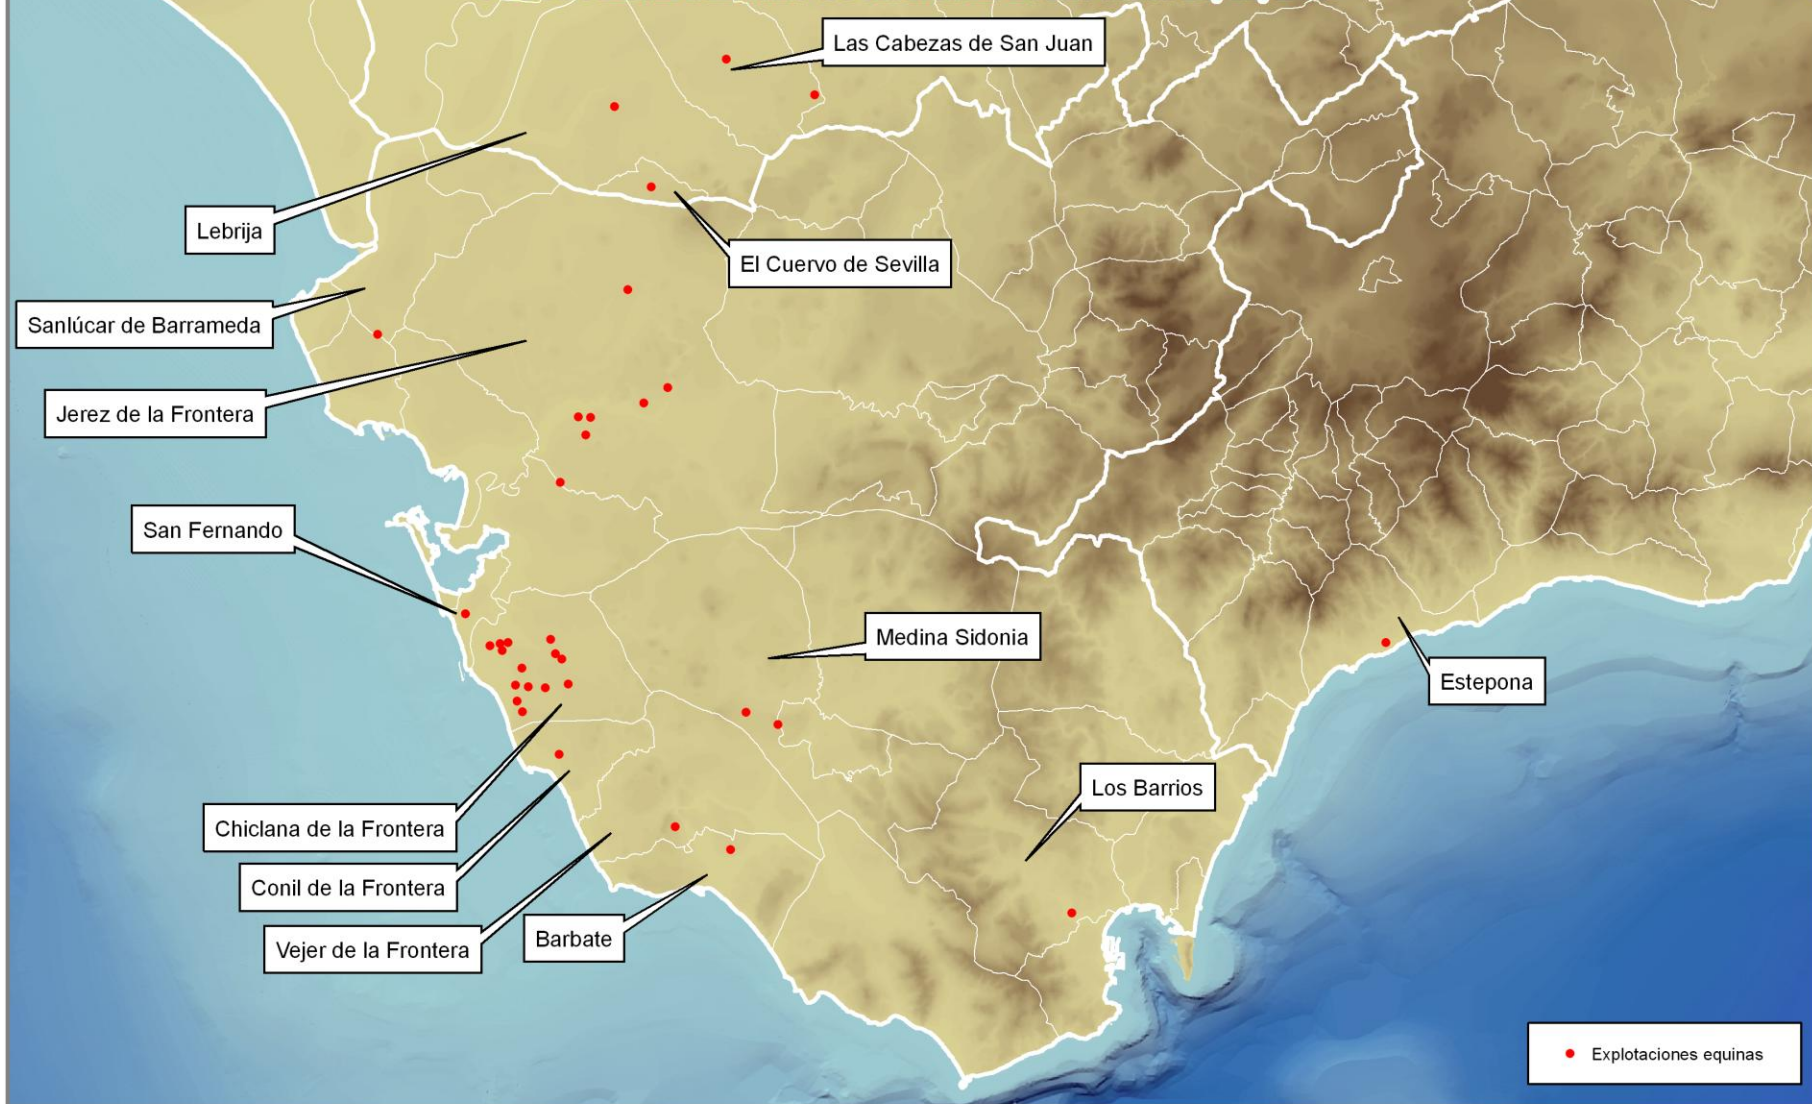 Las Cabezas de San Juan
Lebrija
El Cuervo de Sevilla
Sanlúcar de Barrameda
Jerez de la Frontera
San Fernando
Medina Sidonia
Estepona
Los Barrios
Chiclana de la Frontera
Conil de la Frontera
Vejer de la Frontera
Barbate
Explotaciones equinas